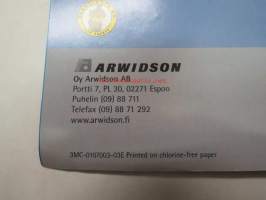 ARWIDSON
Oy Arwidson AB
Portti 7, PL 30, 02271 Espoo
Puhelin (09) 88 711
Telefax (09) 88 71 292
www.arwidson.fi
3MC-0107003-03E Printed on chlorine-free paper